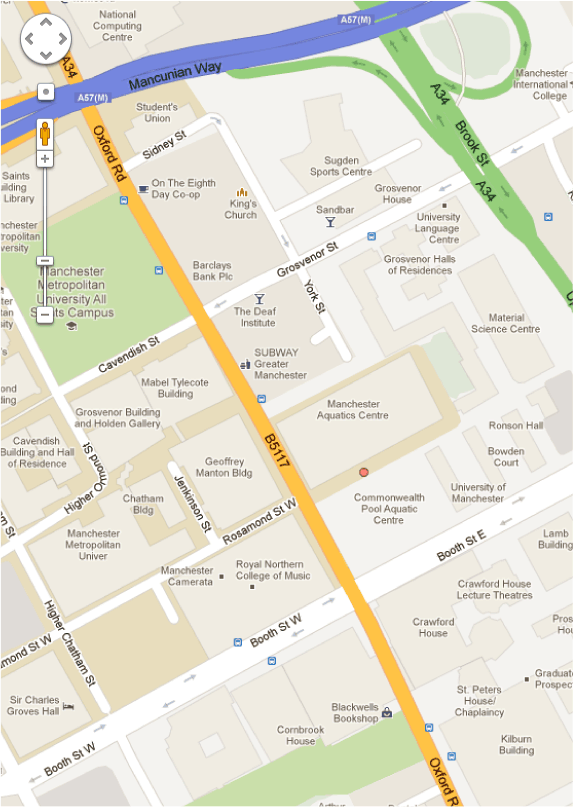 National
Computing
Centre
A57(M)
A34
Mancunian Way
A57(M)
Manchester
International
College
Student's
Union
A34
Oxford Rd
Sidney St
Brook St
Sugden
Sports Centre
Saints
Library
On The Eighth
Day Co-op
King's
Church
Grosvenor
House
A34
Sandbar
University
Language
Centre
Grosvenor St
Grosvenor Halls
of Residences
Barclays
Bank Plc
Manchester
Metropolitan
University All
Saints Campus
York St
The Deaf
Institute
Material
Science Centre
Cavendish St
SUBWAY
Greater
Manchester
Mabel Tylecote
Building
Manchester
Aquatics Centre
Grosvenor Building
and Holden Gallery
Ronson Hall
Cavendish
Building and Hall
of Residence
B5117
Bowden
Court
Geoffrey
Manton Bldg
Higher Ormond St
Jenkinson St
University of
Manchester
Chatham
Bldg
Commonwealth
Pool Aquatic
Centre
Rosamond St W
Manchester
Metropolitan
Univer
Booth St E
Lamb
Building
Manchester
Camerata
Royal Northern
College of Music
Crawford House
Lecture Theatres
Higher Chatham St
Crawford
House
Booth St W
mond St W
Graduate
Prospec
Sir Charles
Groves Hall
St. Peters
House/
Chaplaincy
Blackwells
Bookshop
Cornbrook
House
Kilburn
Building
Booth St W
Oxford R